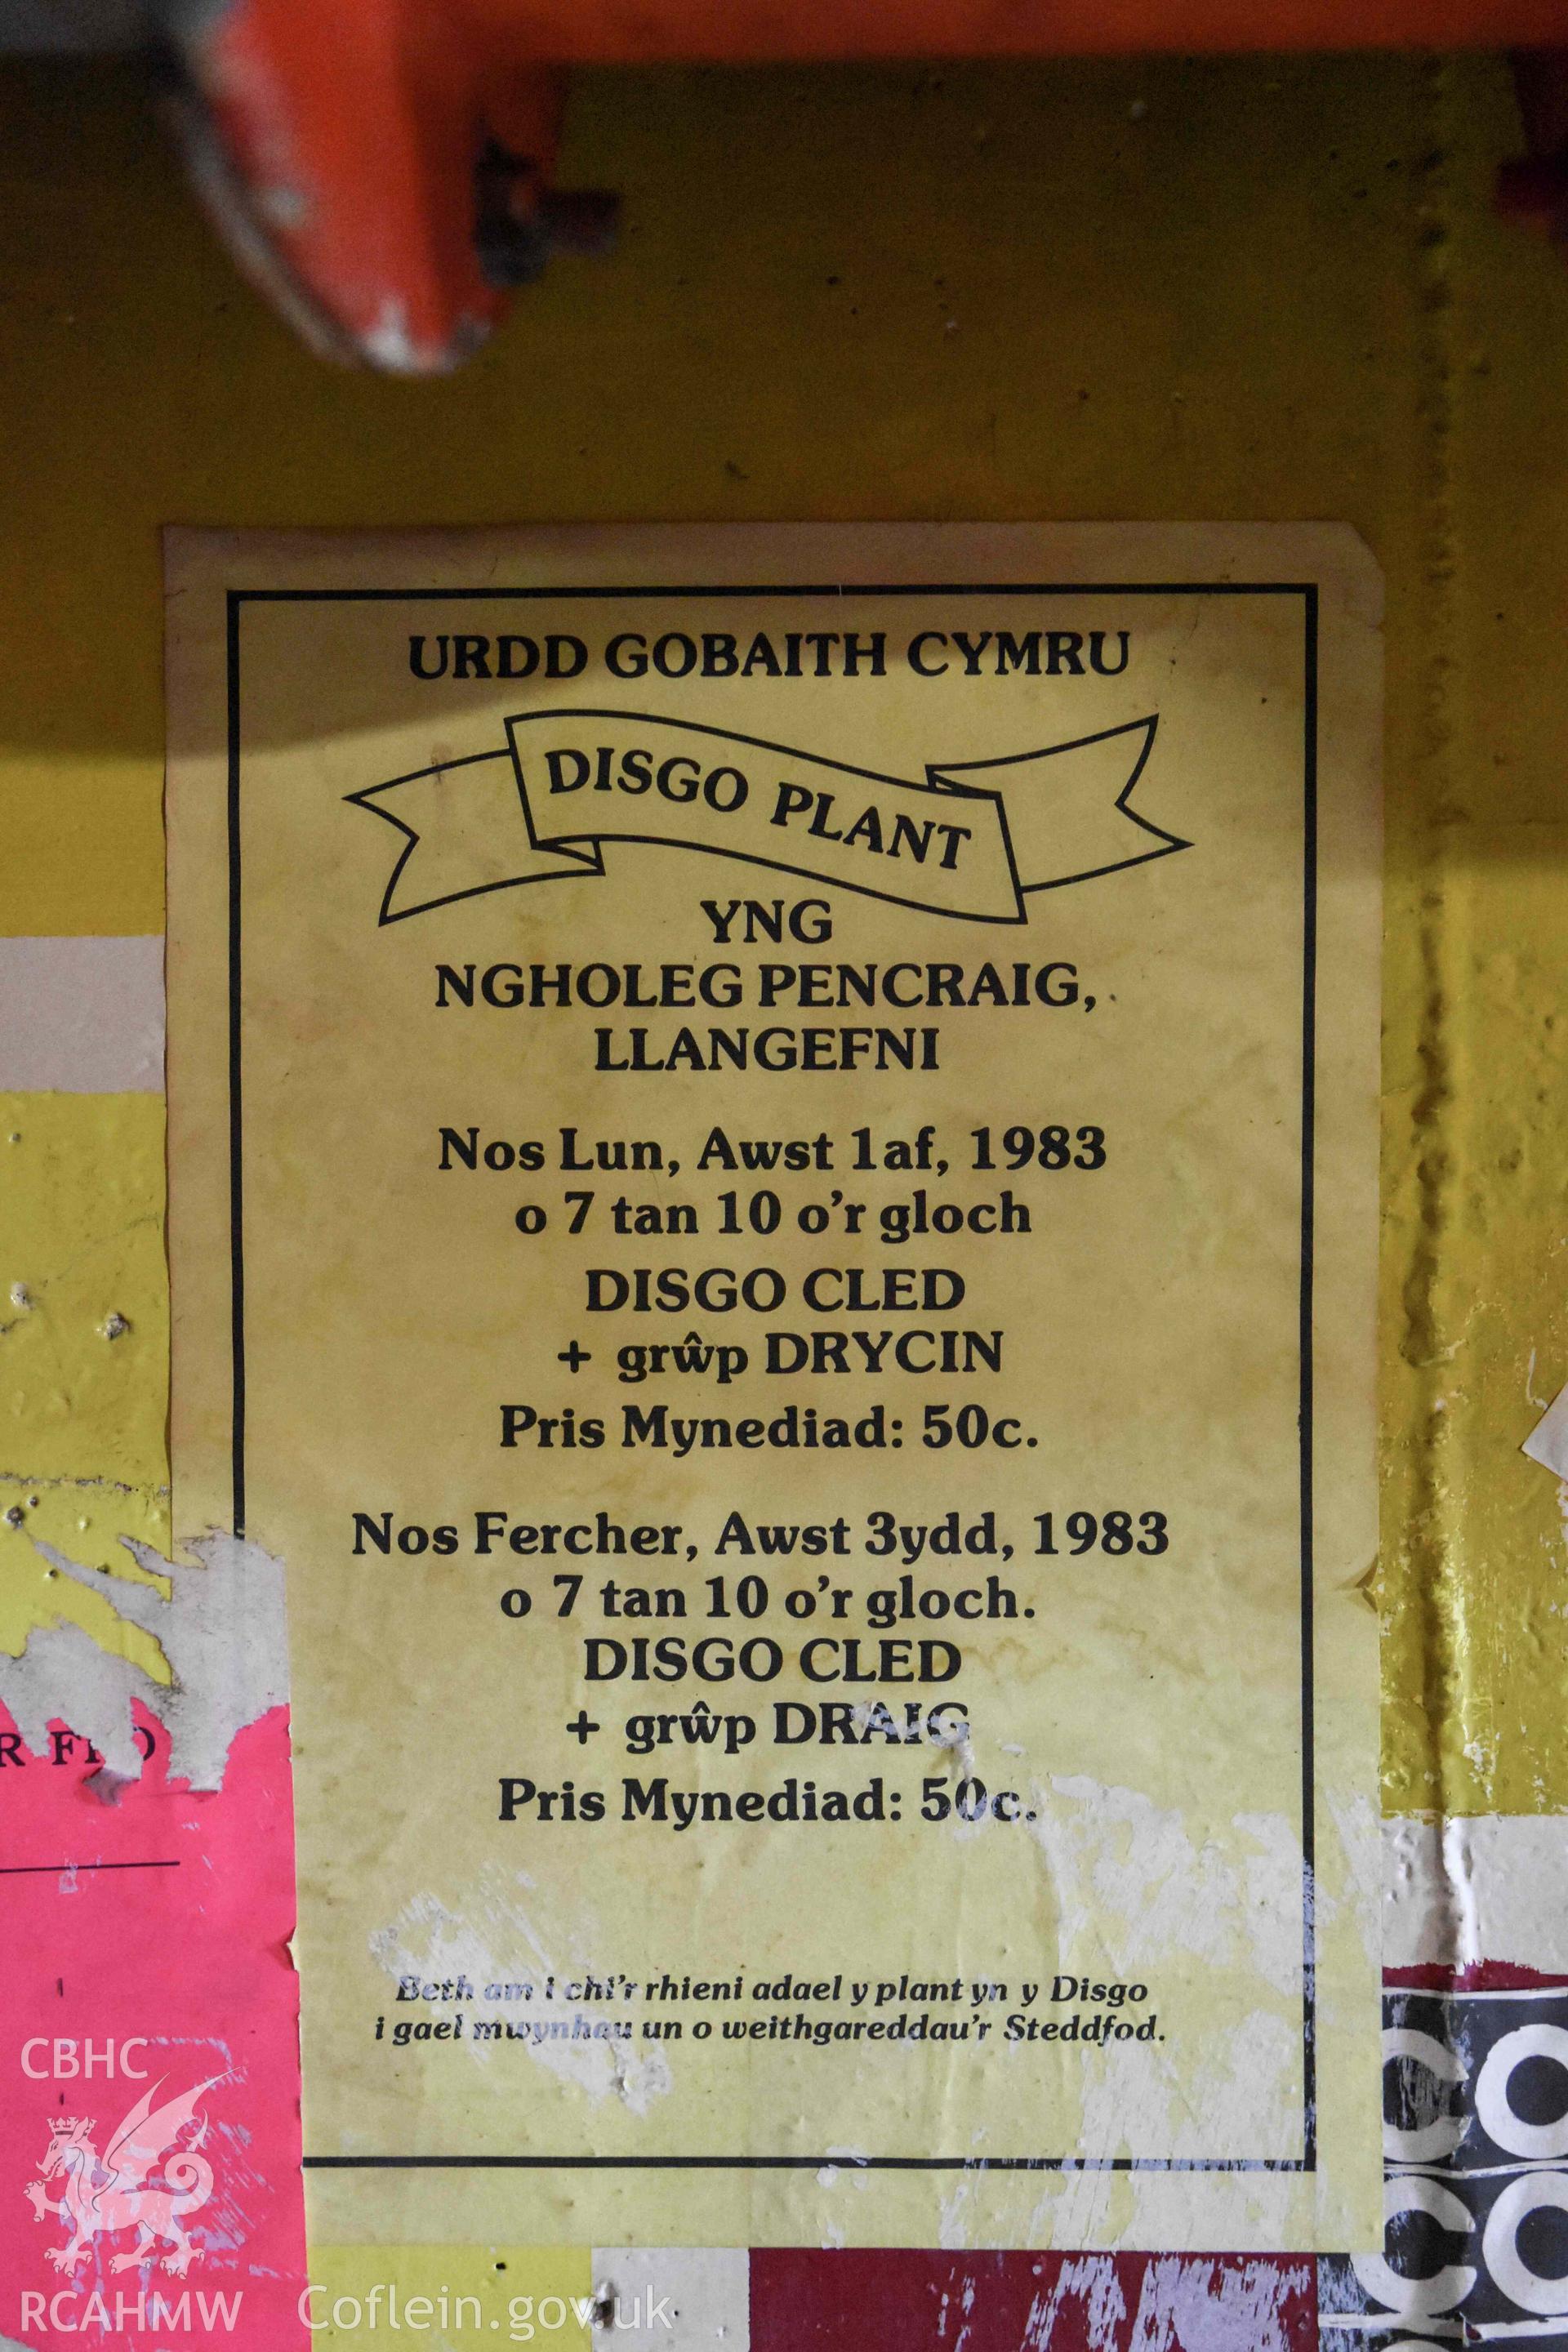 URDD GOBAITH CYMRU
DISGO PLANT
YNG
NGHOLEG PENCRAIG,
LLANGEFNI
Nos Lun, Awst 1af, 1983
o 7 tan 10 o'r gloch
DISGO CLED
+ grŵp DRYCIN
Pris Mynediad: 50c.
Nos Fercher, Awst 3ydd, 1983
o 7 tan 10 o'r gloch.
DISGO CLED
+ grŵp DRAIG
Pris Mynediad: 50c.
Beth am i chi'r rhieni adael y plant yn y Disgo
i gael mwynhau un o weithgareddau'r Steddfod.
CBHC
RCAHMW Coflein.gov.uk